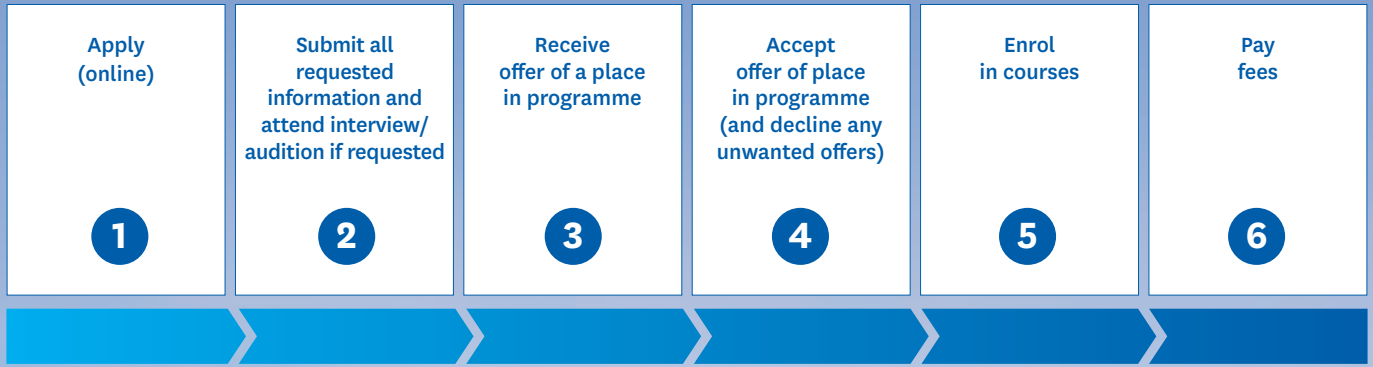 Apply
(online)
1
Submit all
requested
information and
attend interview/
audition if requested
2
Receive
offer of a place
in programme
3
Accept
offer of place
in programme
(and decline any
unwanted offers)
4
Enrol
in courses
5
Pay
fees
6